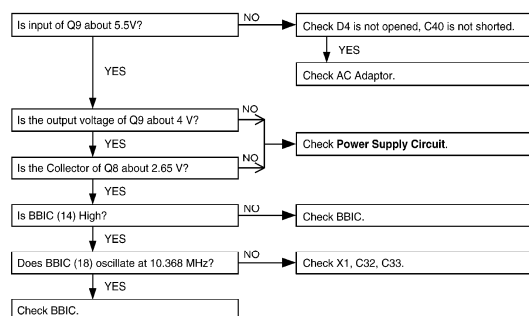 Is input of Q9 about 5.5V?
NO
Check D4 is not opened, C40 is not shorted.
YES
YES
Check AC Adaptor.
Is the output voltage of Q9 about 4 V?
NO
YES
Check Power Supply Circuit.
Is the Collector of Q8 about 2.65 V?
NO
YES
Is BBIC (14) High?
NO
Check BBIC.
YES
Does BBIC (18) oscillate at 10.368 MHz?
NO
Check X1, C32, C33.
YES
Check BBIC.